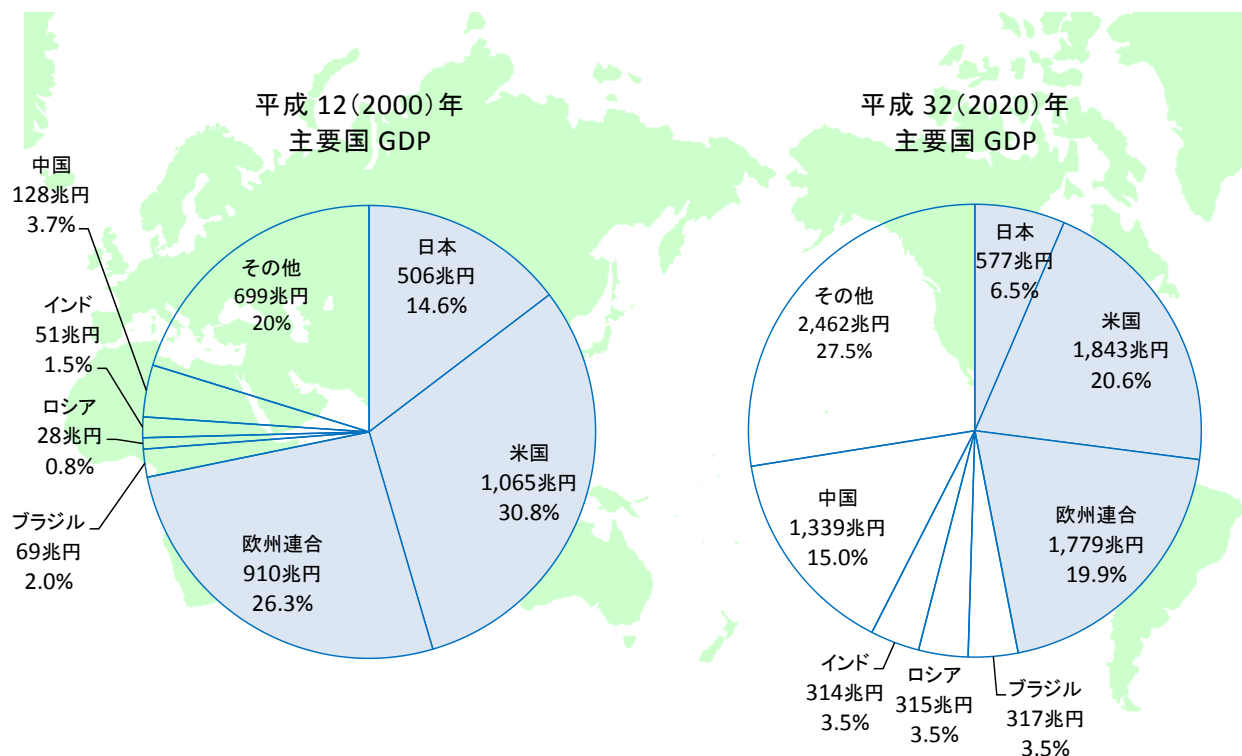 平成 12(2000)年
主要国 GDP
日本
506兆円
14.6%
米国
1,065兆円
30.8%
欧州連合
910兆円
26.3%
ブラジル
69兆円
2.0%
ロシア
28兆円
0.8%
インド
51兆円
1.5%
中国
128兆円
3.7%
その他
699兆円
20%
平成 32(2020)年
主要国 GDP
日本
577兆円
6.5%
米国
1,843兆円
20.6%
欧州連合
1,779兆円
19.9%
ブラジル
317兆円
3.5%
ロシア
315兆円
3.5%
インド
314兆円
3.5%
中国
1,339兆円
15.0%
その他
2,462兆円
27.5%